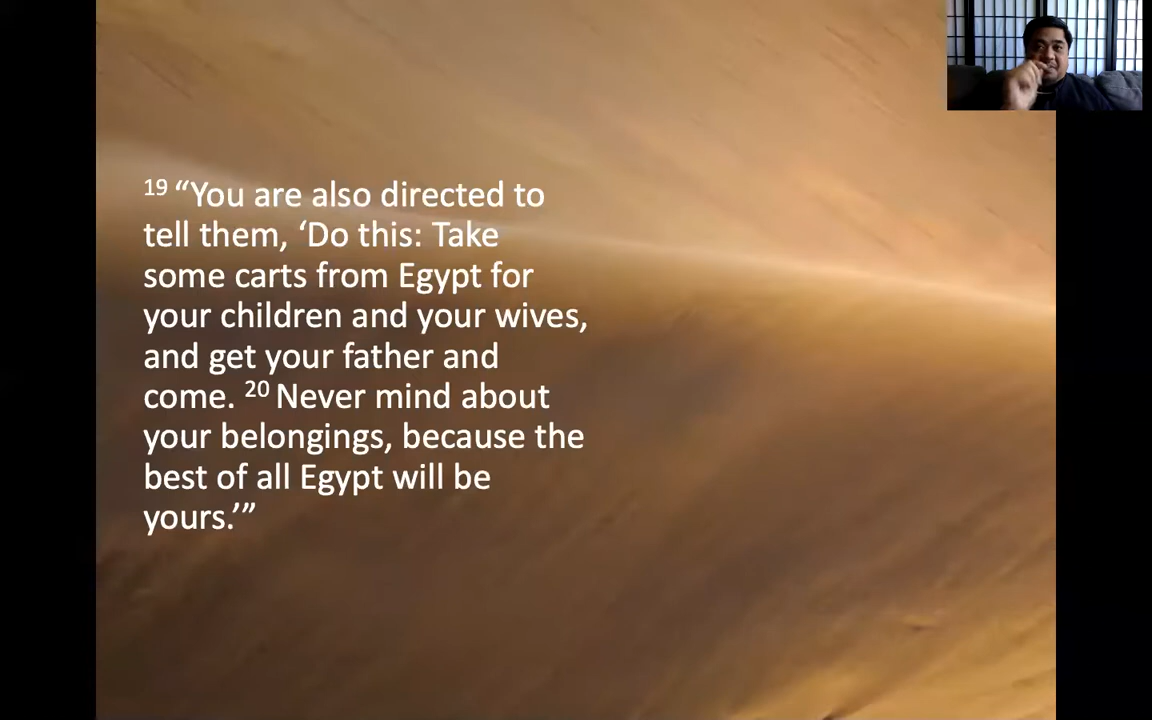 19 “You are also directed to
tell them, ‘Do this: Take
some carts from Egypt for
your children and your wives,
and get your father and
come. 20 Never mind about
your belongings, because the
best of all Egypt will be
yours.’”